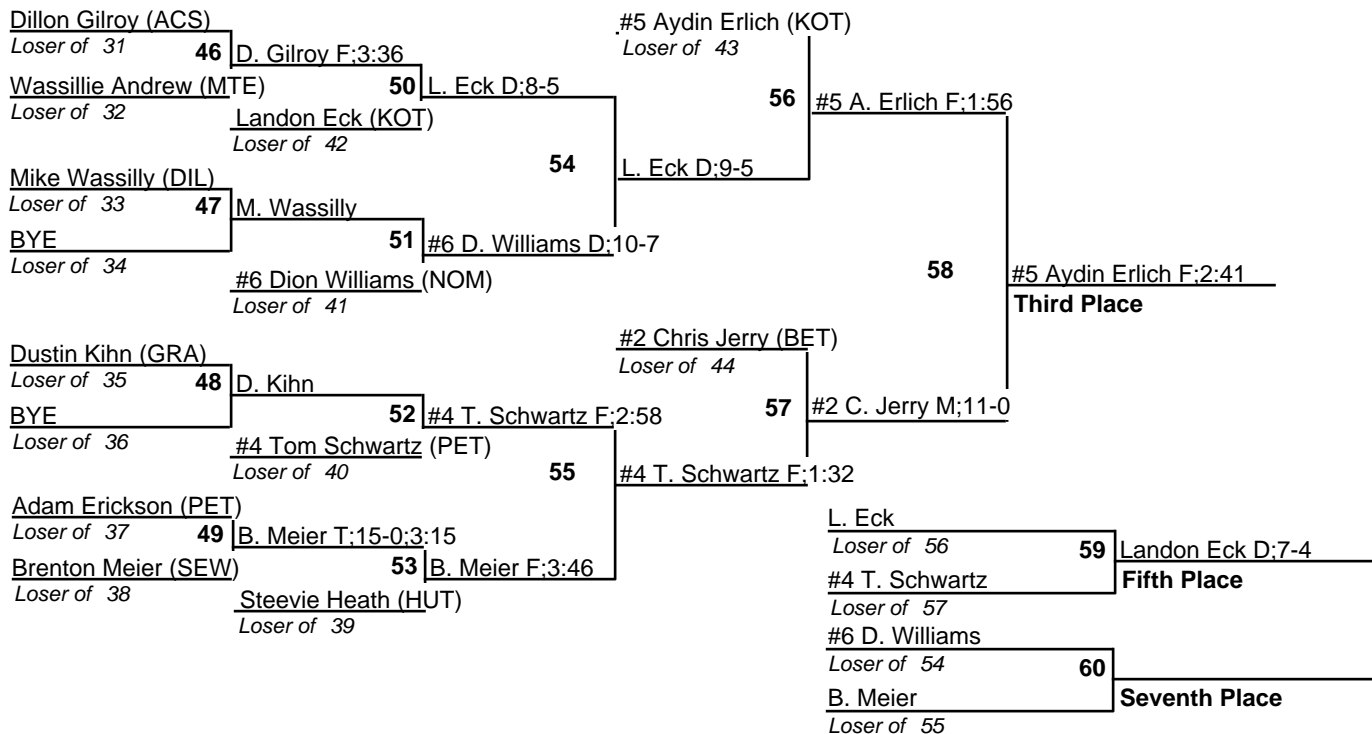 Dillon Gilroy (ACS)
Loser of 31
46
D. Gilroy F;3:36
Wassillie Andrew (MTE)
Loser of 32
50
L. Eck D;8-5
Landon Eck (KOT)
Loser of 42
54
L. Eck D;9-5
Mike Wassilly (DIL)
Loser of 33
47
M. Wassilly
BYE
Loser of 34
51
#6 D. Williams D;10-7
#6 Dion Williams (NOM)
Loser of 41
#5 Aydin Erlich (KOT)
Loser of 43
56
#5 A. Erlich F;1:56
58
#5 Aydin Erlich F;2:41
Third Place
Dustin Kihn (GRA)
Loser of 35
48
D. Kihn
BYE
Loser of 36
52
#4 T. Schwartz F;2:58
#4 Tom Schwartz (PET)
Loser of 40
55
#4 T. Schwartz F;1:32
Adam Erickson (PET)
Loser of 37
49
B. Meier T;15-0;3:15
Brenton Meier (SEW)
Loser of 38
53
B. Meier F;3:46
Steevie Heath (HUT)
Loser of 39
#2 Chris Jerry (BET)
Loser of 44
57
#2 C. Jerry M;11-0
L. Eck
Loser of 56
59
Landon Eck D;7-4
Fifth Place
#4 T. Schwartz
Loser of 57
#6 D. Williams
Loser of 54
60
Seventh Place
B. Meier
Loser of 55